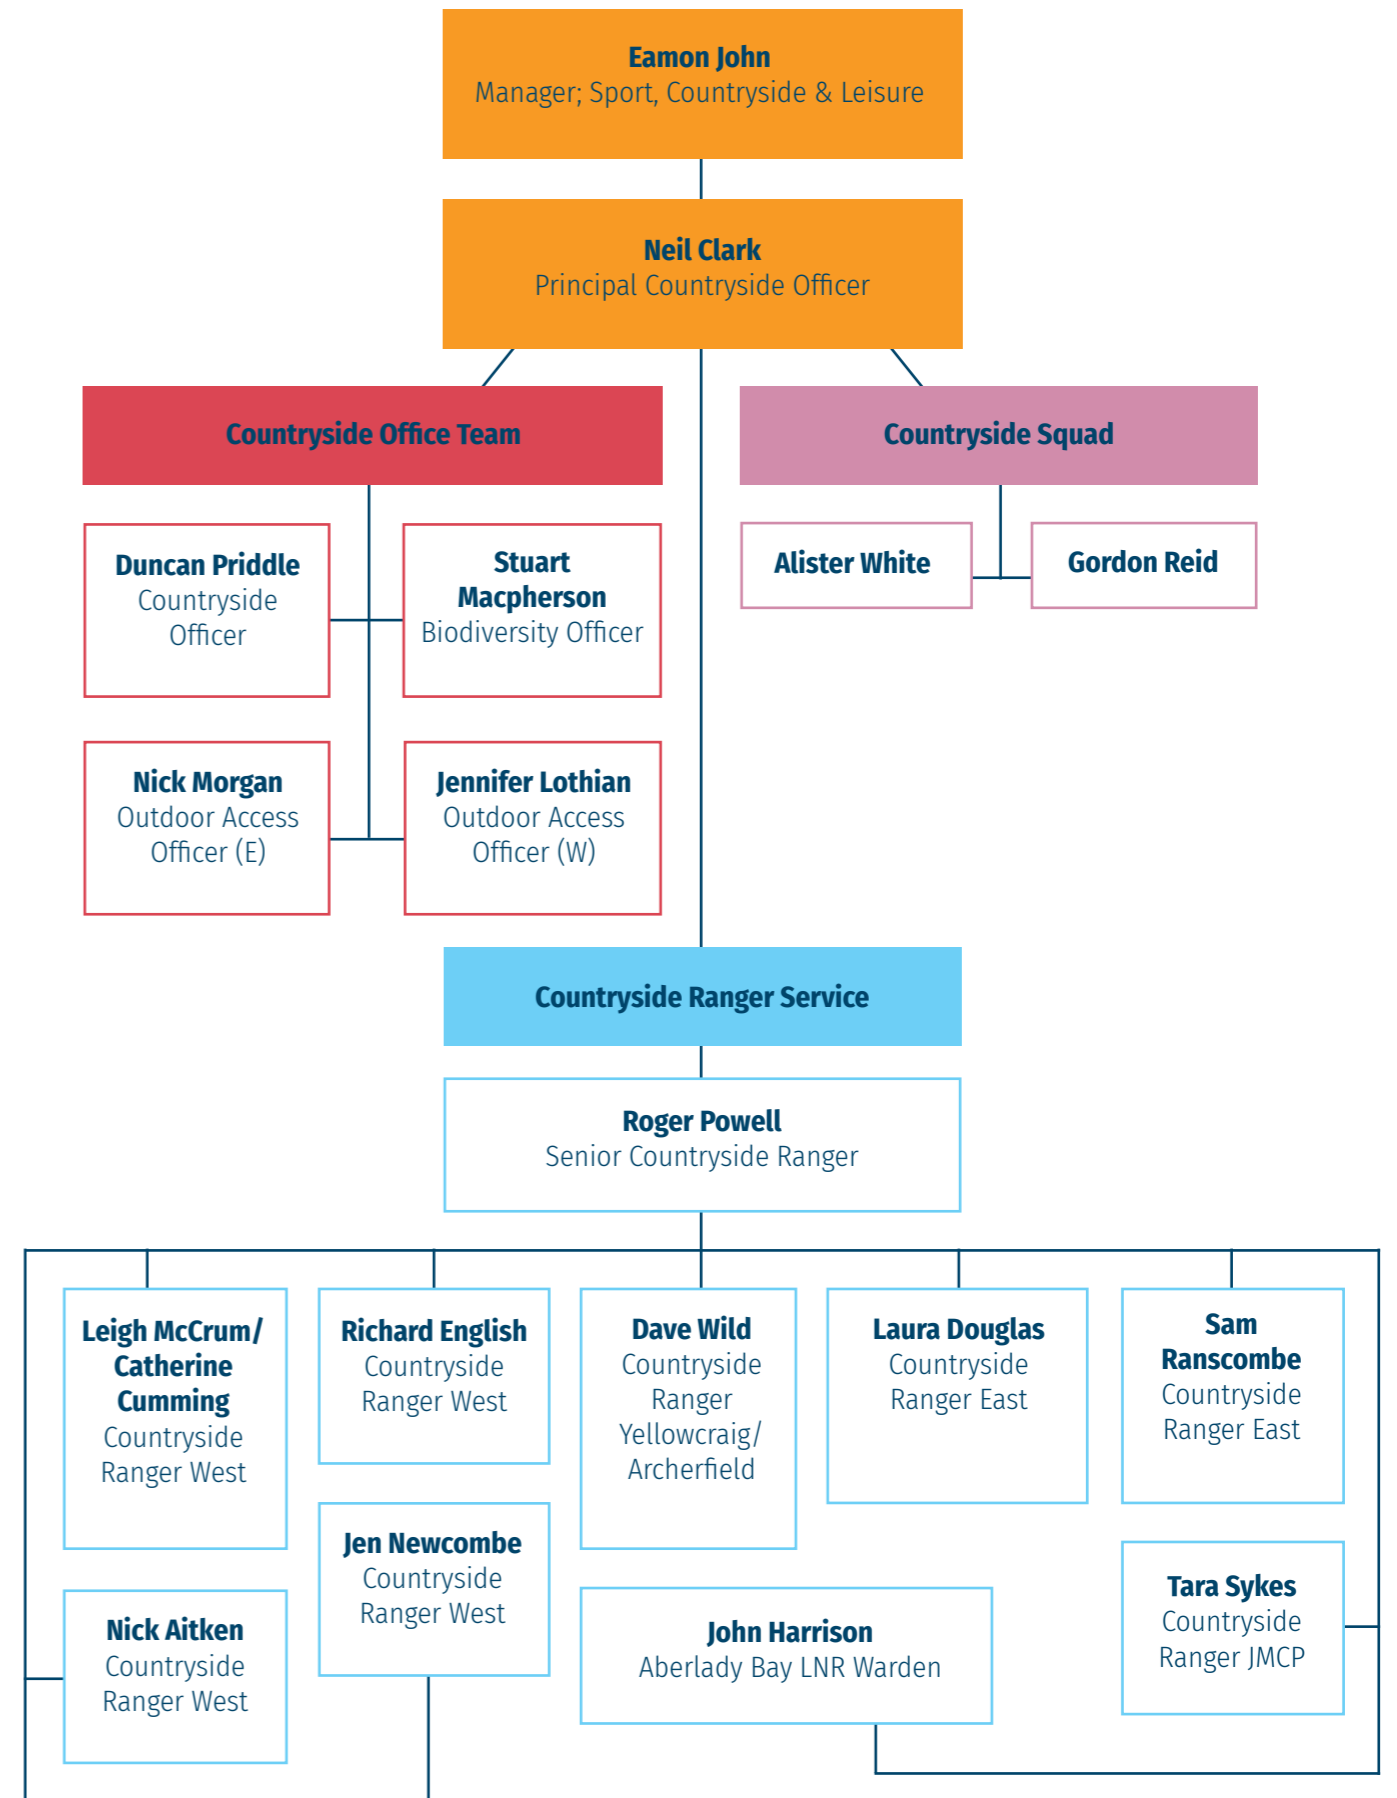 Eamon John
Manager; Sport, Countryside & Leisure
Neil Clark
Principal Countryside Officer
Countryside Office Team
Countryside Squad
Duncan Priddle
Countryside
Officer
Stuart
Macpherson
Biodiversity Officer
Alister White
Gordon Reid
Nick Morgan
Outdoor Access
Officer (E)
Jennifer Lothian
Outdoor Access
Officer (W)
Countryside Ranger Service
Roger Powell
Senior Countryside Ranger
Leigh McCrum/
Catherine
Cumming
Countryside
Ranger West
Richard English
Countryside
Ranger West
Dave Wild
Countryside
Ranger
Yellowcraig/
Archerfield
Laura Douglas
Countryside
Ranger East
Sam
Ranscombe
Countryside
Ranger East
Jen Newcombe
Countryside
Ranger West
Nick Aitken
Countryside
Ranger West
John Harrison
Aberlady Bay LNR Warden
Tara Sykes
Countryside
Ranger JMCP